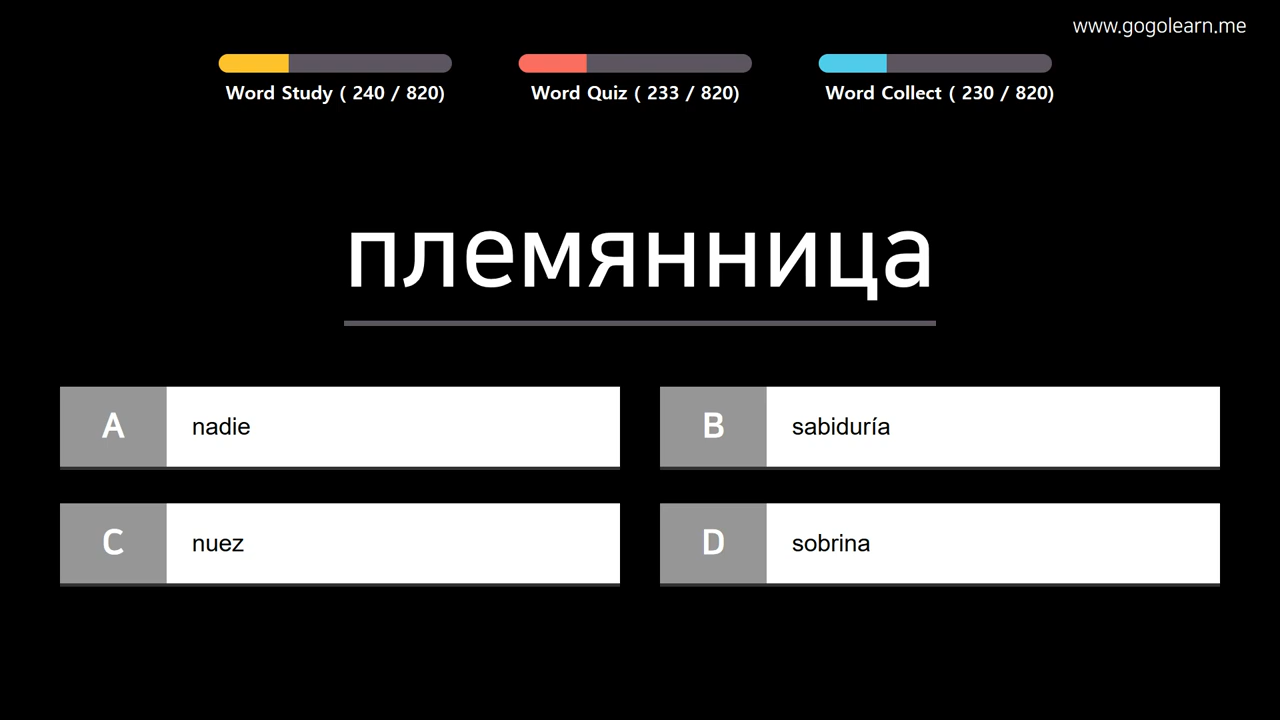 www.gogolearn.me
Word Study ( 240 / 820)
Word Quiz ( 233 / 820)
Word Collect ( 230 / 820)
племянница
A nadie
B sabiduría
C nuez
D sobrina